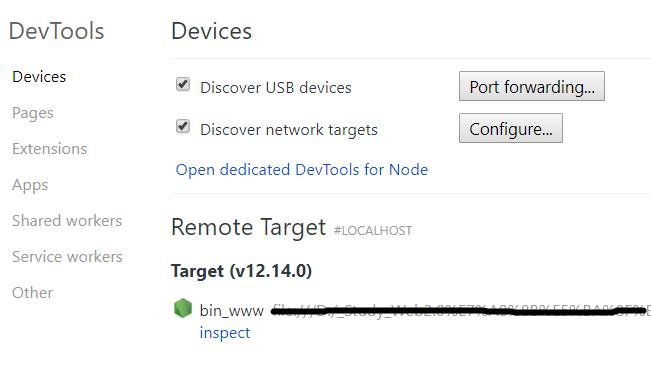 DevTools
Devices
Pages
Extensions
Apps
Shared workers
Service workers
Other
Devices
Discover USB devices
Port forwarding...
Discover network targets
Configure...
Open dedicated DevTools for Node
Remote Target #LOCALHOST
Target (v12.14.0)
bin_www
inspect